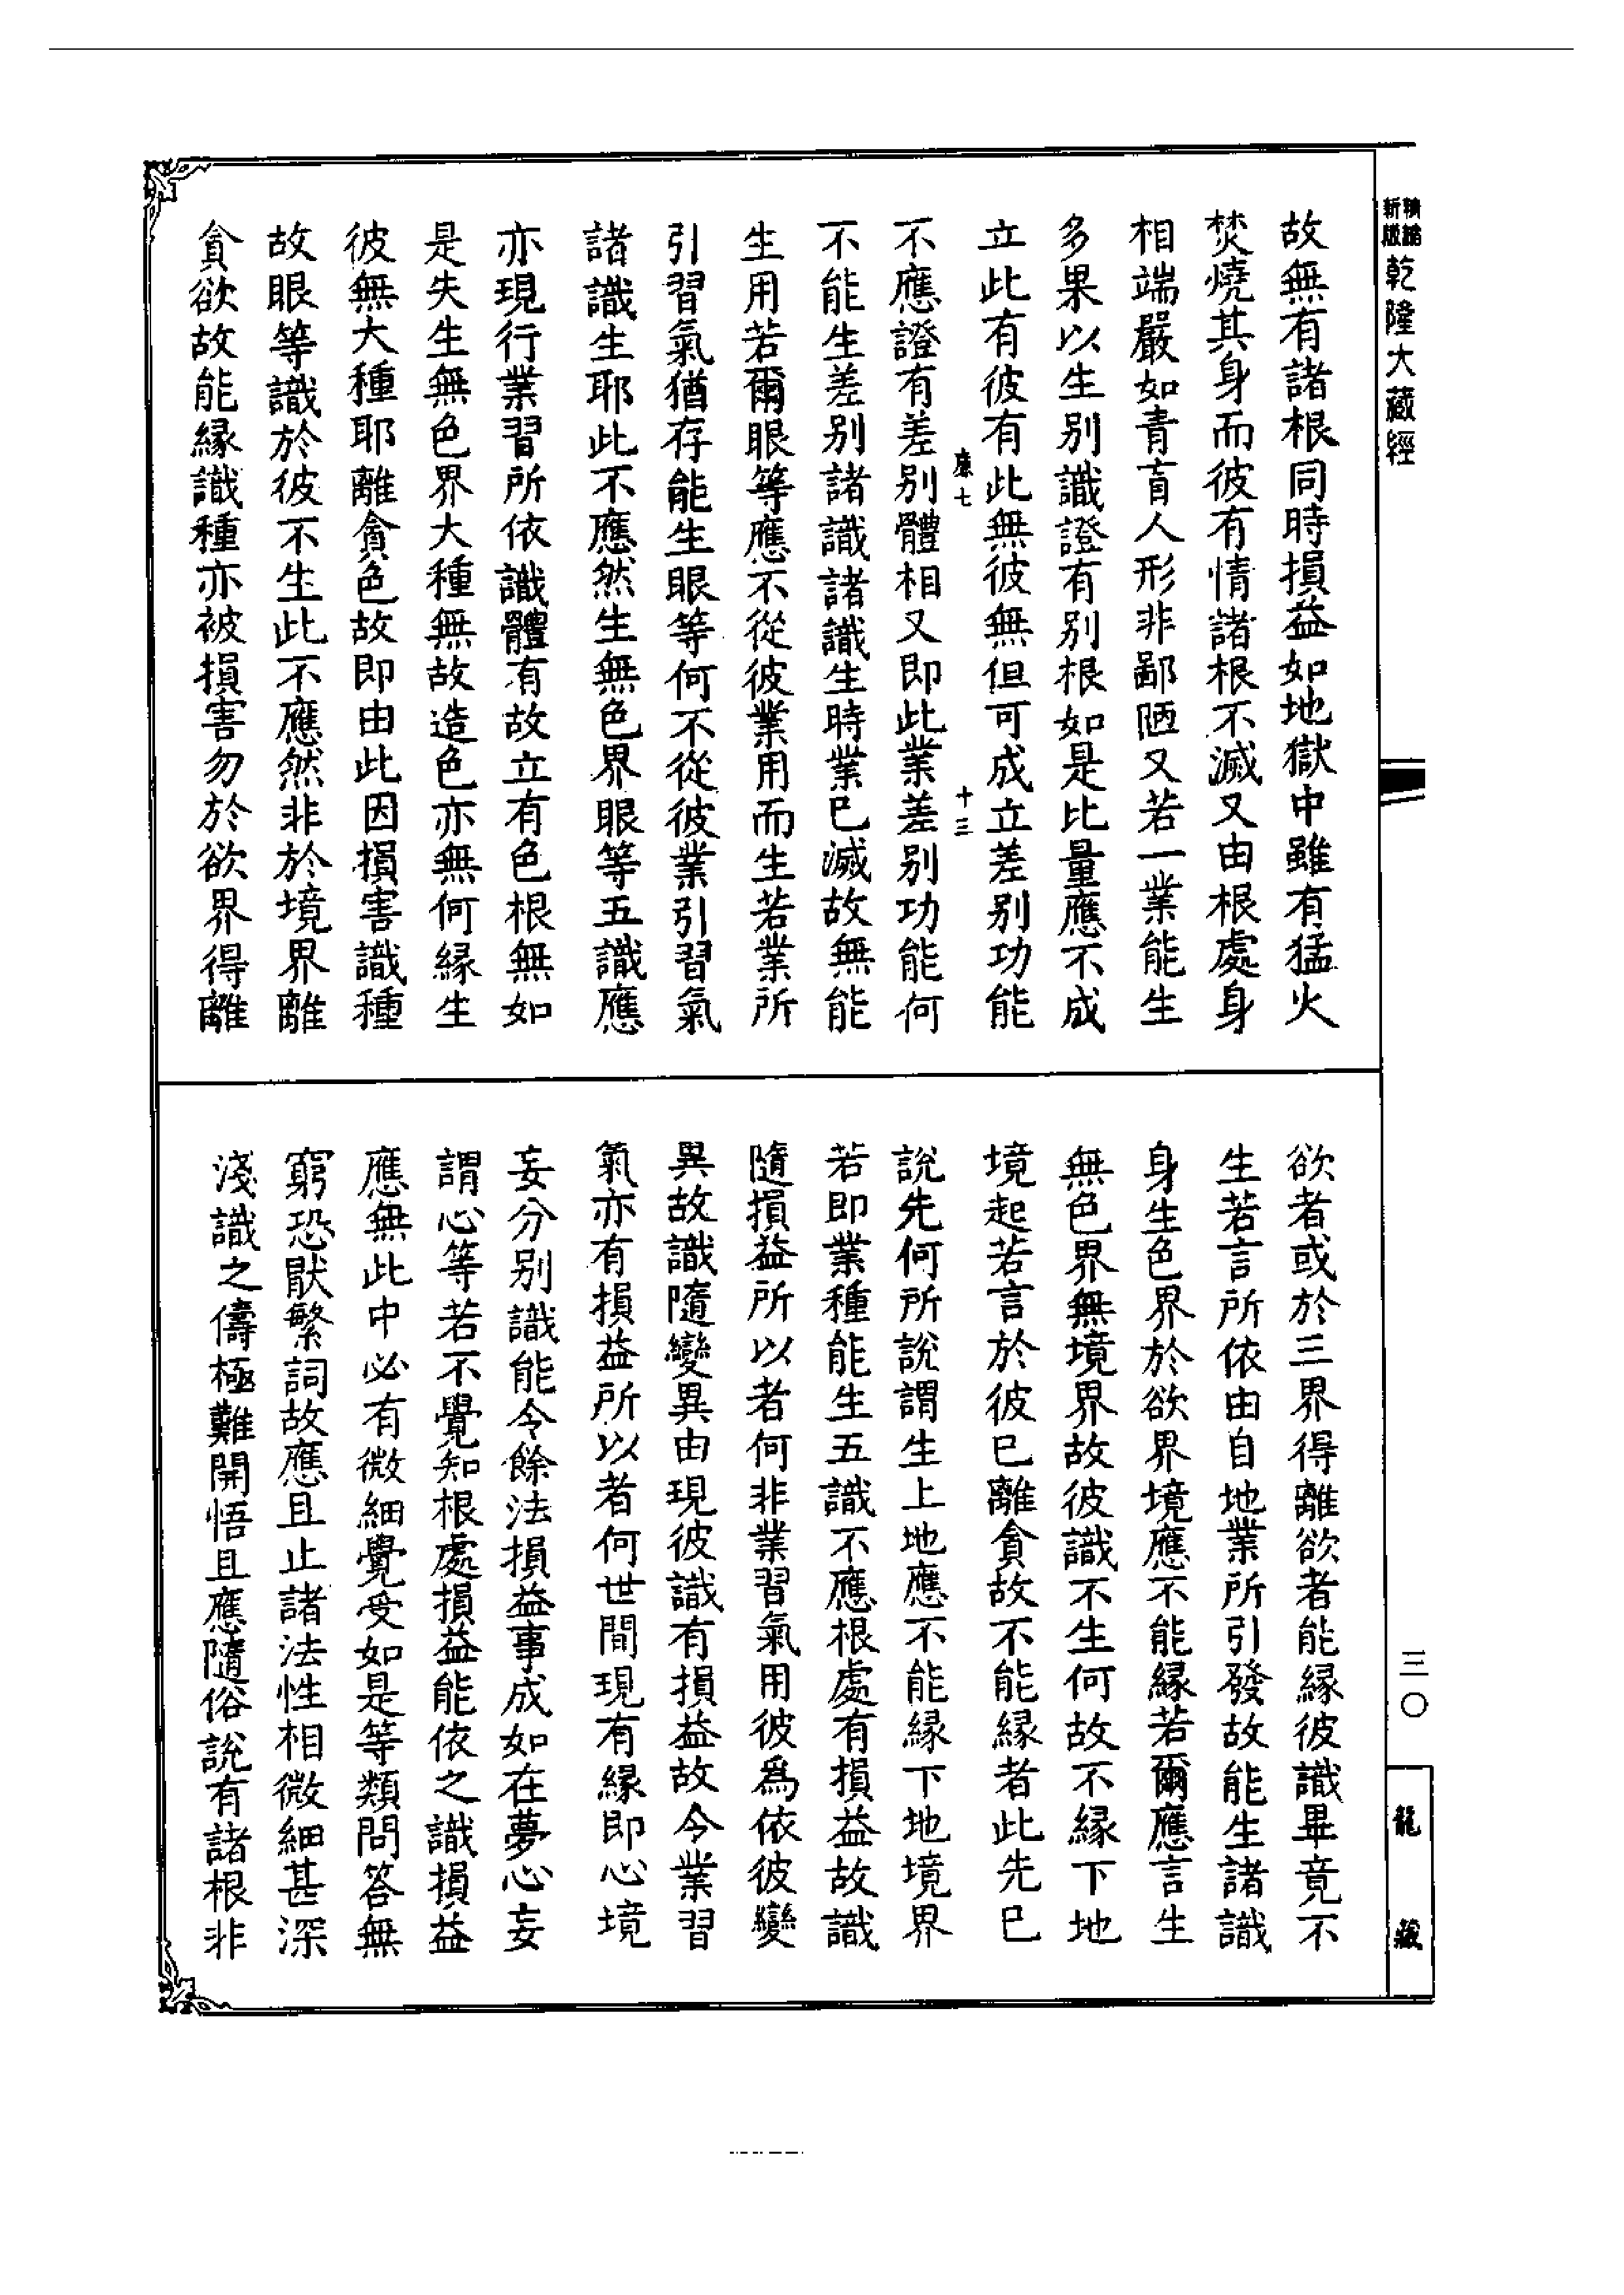 新版精縮乾隆大藏經
故無有諸根同時損益如地獄中雖有猛火
焚燒其身而彼有情諸根不滅又由根處身
相端嚴如青盲人形非鄙陋又若一業能生
多果以生別識證有別根如是比量應不成
立此有彼有此無彼無但可成立差別功能
不應證有差別體相又即此業差別功能何
不能生差別諸識諸識生時業已滅故無能
生用若爾眼等應不從彼業用而生若業所
引習氣猶存能生眼等何不從彼業引習氣
諸識生耶此不應然生無色界眼等五識應
亦現行業習所依識體有故立有色根無如
是失生無色界大種無故造色亦無何緣生
彼無大種耶離貪色故即由此因損害識種
故眼等識於彼不生此不應然非於境界離
貪欲故能緣識種亦被損害勿於欲界得離
十三
欲者或於三界得離欲者能緣彼識畢竟不
生若言所依由自地業所引發故能生諸識
身生色界於欲界境應不能緣若爾應言生
無色界無境界故彼識不生何故不緣下地
境起若言於彼已離貪故不能緣者此先已
說先何所說謂生上地應不能緣下地境界
若即業種能生五識不應根處有損益故識
隨損益所以者何非業習氣用彼為依彼變
異故識隨變異由現彼識有損益故令業習
氣亦有損益所以者何世間現有緣即心境
妄分別識能令餘法損益事成如在夢心妄
謂心等若不覺知根處損益能依之識損益
應無此中必有微細覺受如是等類問答無
窮恐厭繁詞故應且止諸法性相微細甚深
淺識之儔極難開悟且應隨俗說有諸根非
三〇
龍藏